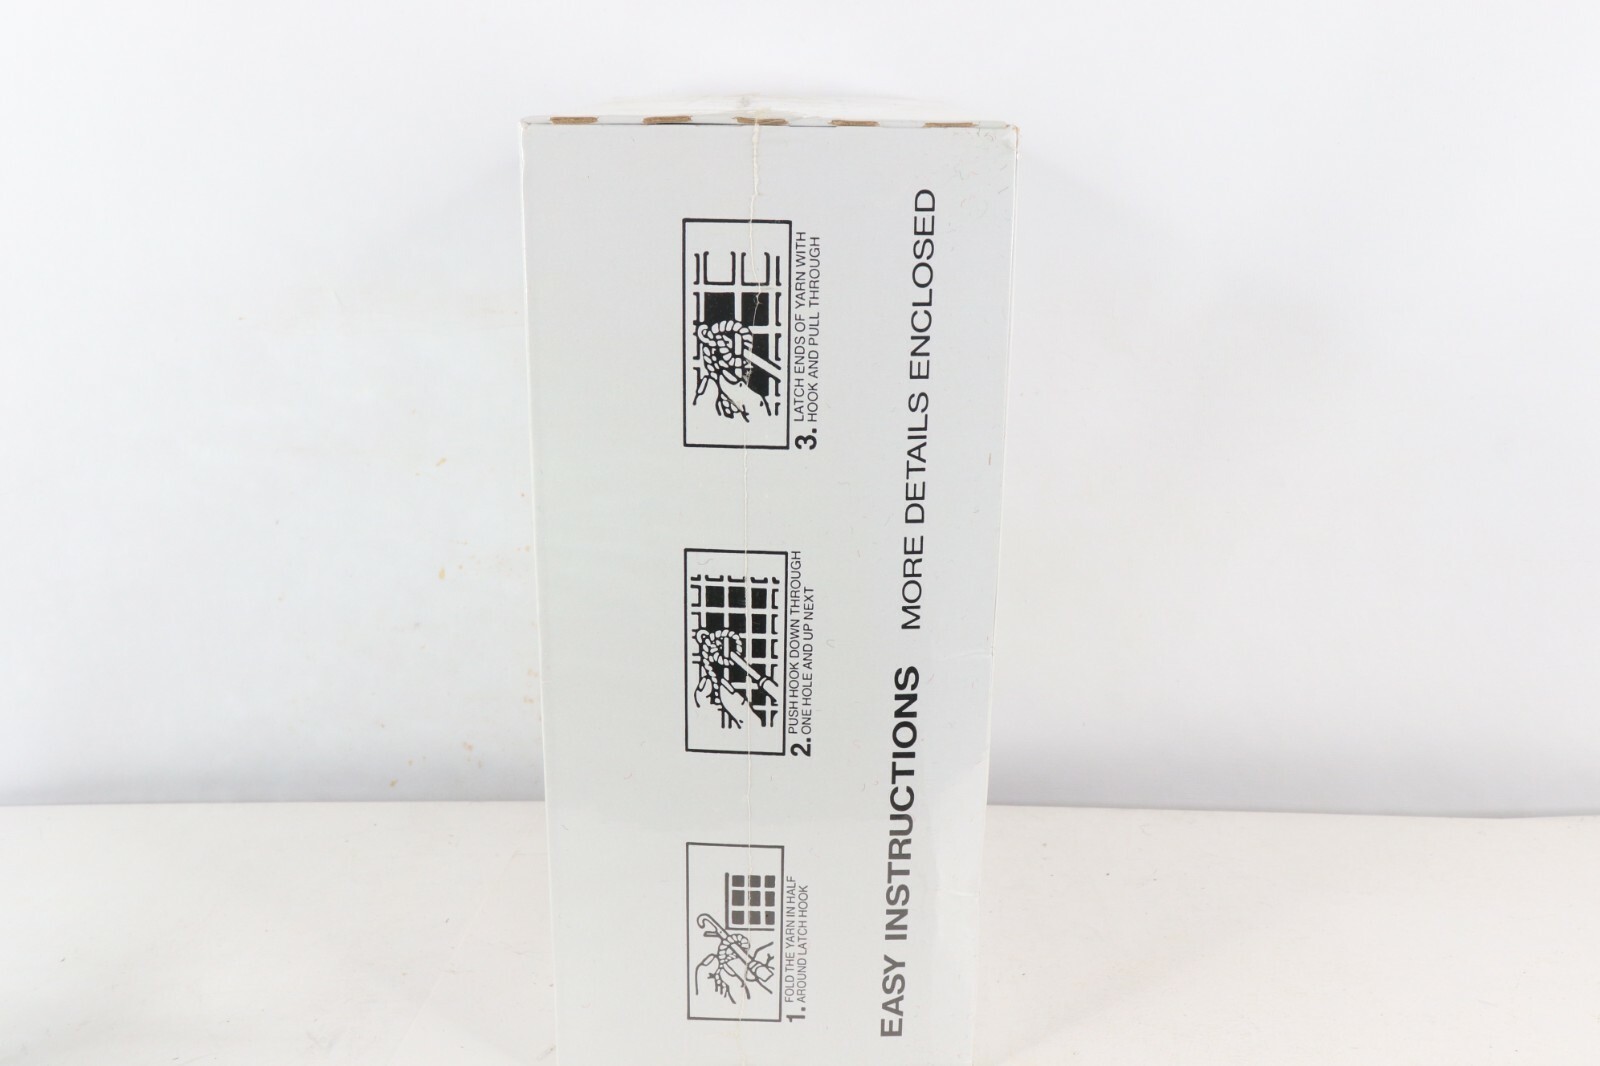 EASY INSTRUCTIONS MORE DETAILS ENCLOSED
1. FOLD THE YARN IN HALF
AROUND LATCH HOOK
2. PUSH HOOK DOWN THROUGH
ONE HOLE AND UP NEXT
3. LATCH ENDS OF YARN WITH
HOOK AND PULL THROUGH